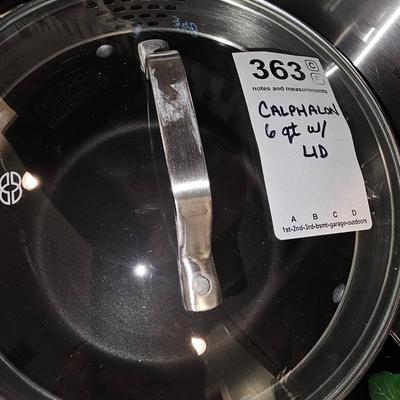 363 C
notes and measurements
CALPHALON
6 qt w/
LID
A B C D
1st-2nd-3rd-bsmt-garage-outdoors